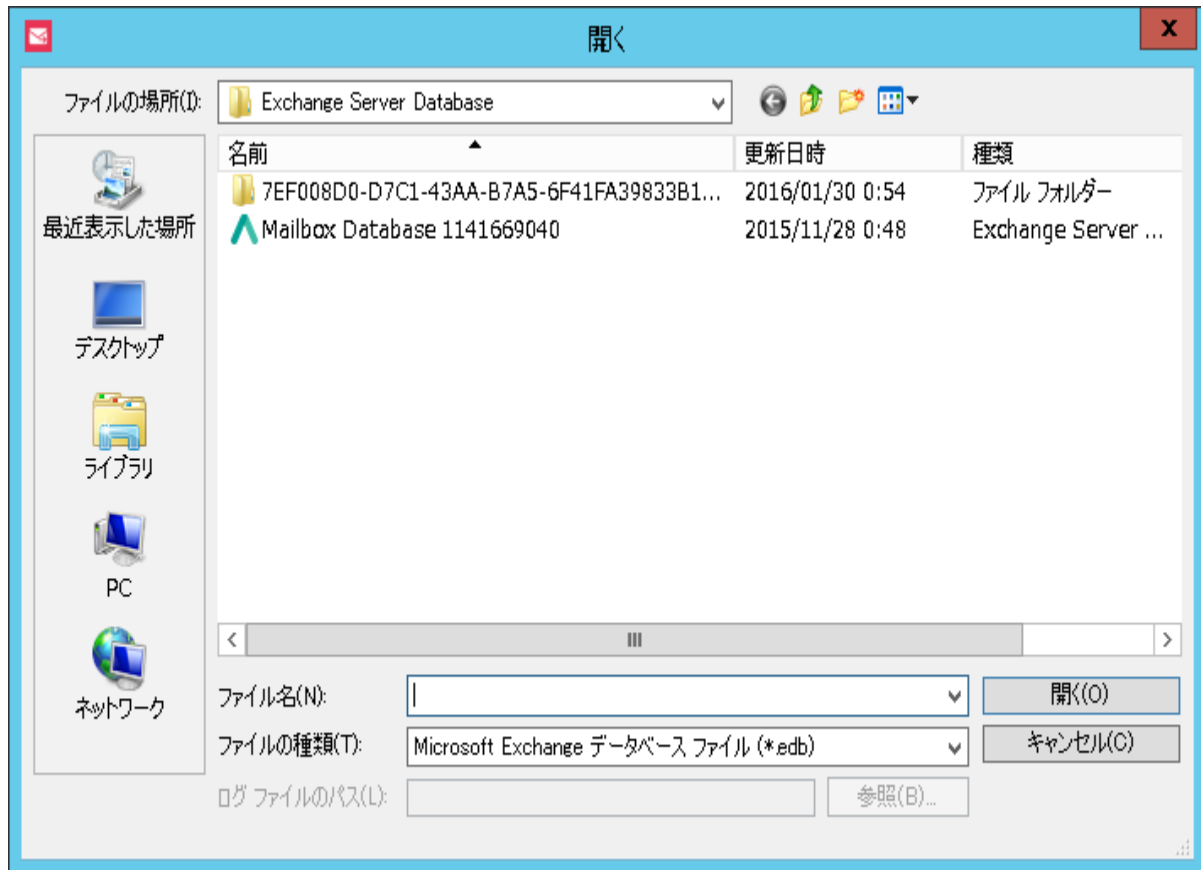 開く
x
ファイルの場所(I):
Exchange Server Database
名前
更新日時
種類
7EF008D0-D7C1-43AA-B7A5-6F41FA39833B1...
2016/01/30 0:54
ファイル フォルダー
Mailbox Database 1141669040
2015/11/28 0:48
Exchange Server ...
最近表示した場所
デスクトップ
ライブラリ
PC
ネットワーク
ファイル名(N):
開く(O)
ファイルの種類(T):
Microsoft Exchange データベース ファイル (*.edb)
キャンセル(C)
ログ ファイルのパス(L):
参照(B)...